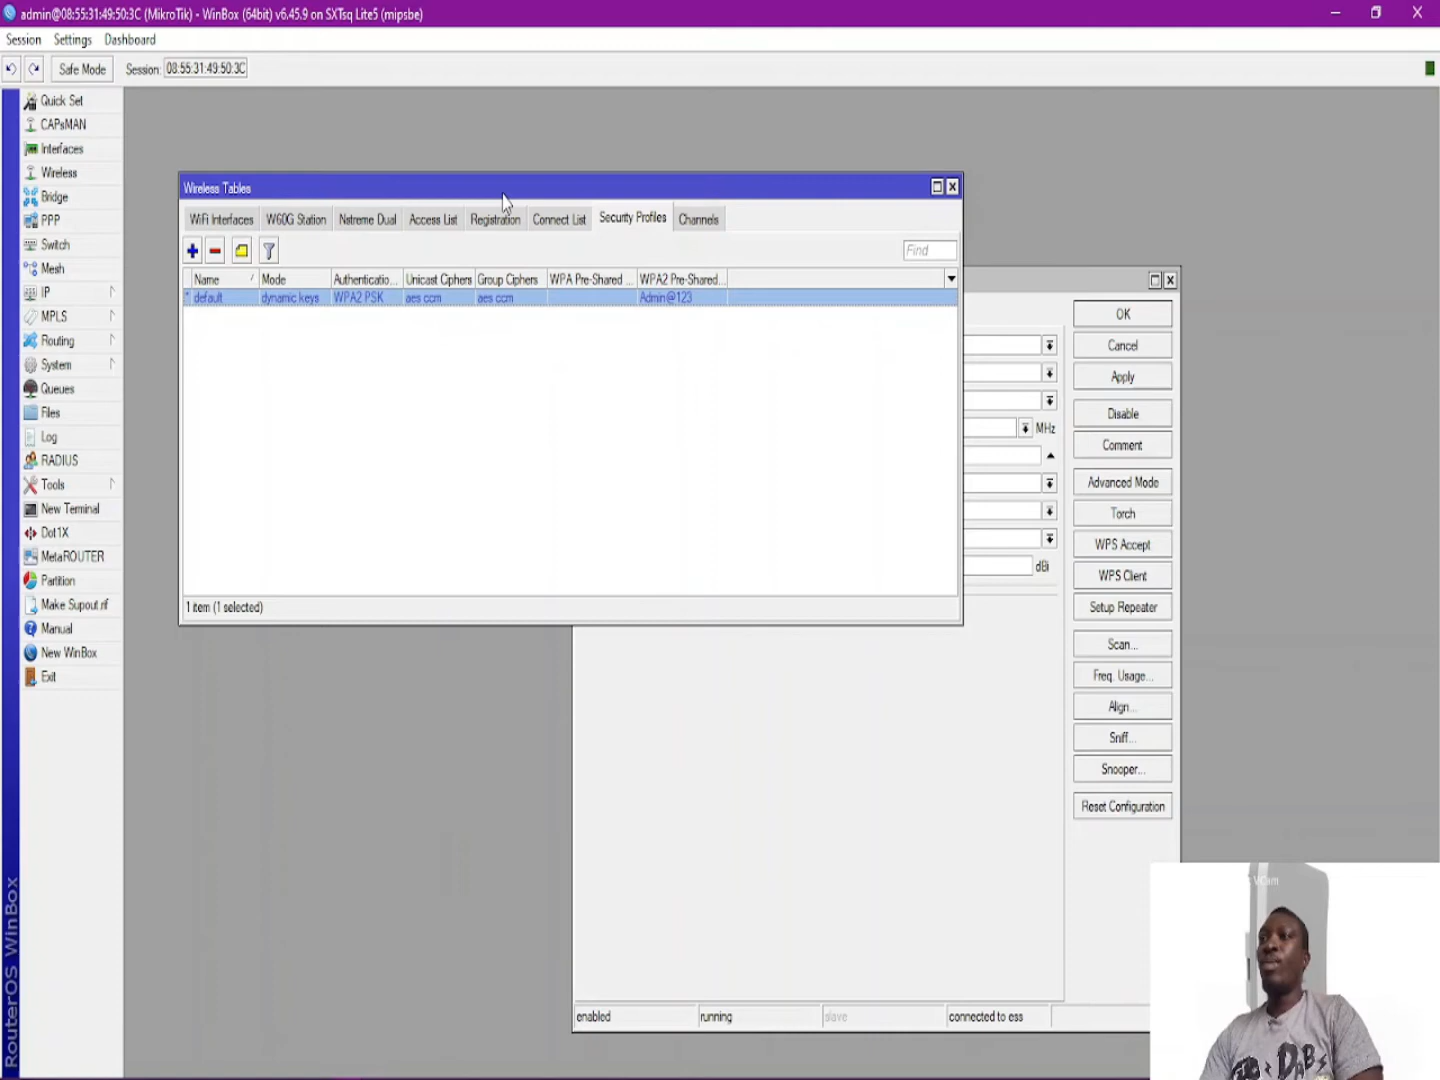 admin@08:55:31:49:50:3C (MikroTik) - WinBox (64bit) v6.45.9 on SXTsq Lite5 (mipsbe)
Session Settings Dashboard
Safe Mode Session: 08:55:31:49:50:3C
Quick Set
CAPsMAN
Interfaces
Wireless
Bridge
PPP
Switch
Mesh
IP
MPLS
Routing
System
Queues
Files
Log
RADIUS
Tools
New Terminal
Dot1X
MetaROUTER
Partition
Make Supout.rif
Manual
New WinBox
Exit
RouterOS WinBox
Wireless Tables
WiFi Interfaces W60G Station Nstreme Dual Access List Registration Connect List Security Profiles Channels
Find
Name Mode Authenticatio... Unicast Ciphers Group Ciphers WPA Pre-Shared ... WPA2 Pre-Shared...
* default dynamic keys WPA2 PSK aes ccm aes ccm Admin@123
1 item (1 selected)
MHz
dBi
OK
Cancel
Apply
Disable
Comment
Advanced Mode
Torch
WPS Accept
WPS Client
Setup Repeater
Scan...
Freq. Usage...
Align...
Sniff...
Snooper...
Reset Configuration
enabled running slave connected to ess
VCam